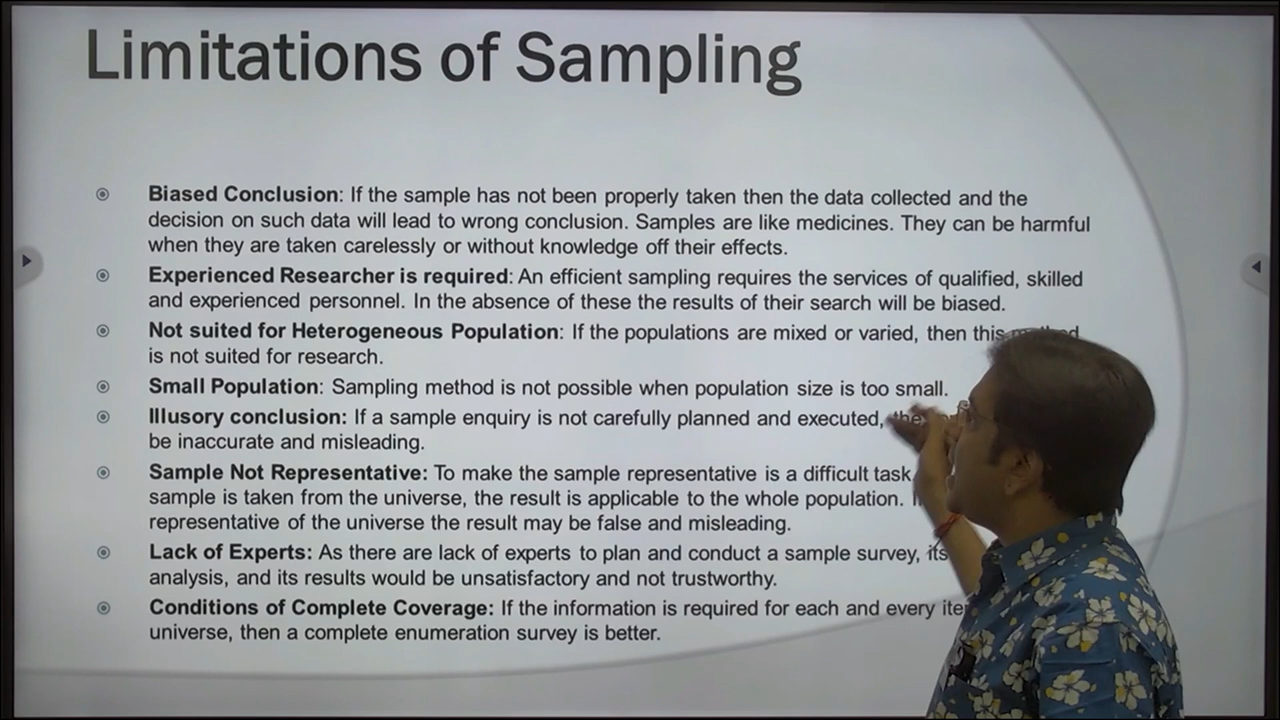 Limitations of Sampling
Biased Conclusion: If the sample has not been properly taken then the data collected and the
decision on such data will lead to wrong conclusion. Samples are like medicines. They can be harmful
when they are taken carelessly or without knowledge off their effects.
Experienced Researcher is required: An efficient sampling requires the services of qualified, skilled
and experienced personnel. In the absence of these the results of their search will be biased.
Not suited for Heterogeneous Population: If the populations are mixed or varied, then this method
is not suited for research.
Small Population: Sampling method is not possible when population size is too small.
Illusory conclusion: If a sample enquiry is not carefully planned and executed,
be inaccurate and misleading.
Sample Not Representative: To make the sample representative is a difficult task
sample is taken from the universe, the result is applicable to the whole population.
representative of the universe the result may be false and misleading.
Lack of Experts: As there are lack of experts to plan and conduct a sample survey, its
analysis, and its results would be unsatisfactory and not trustworthy.
Conditions of Complete Coverage: If the information is required for each and every
universe, then a complete enumeration survey is better.